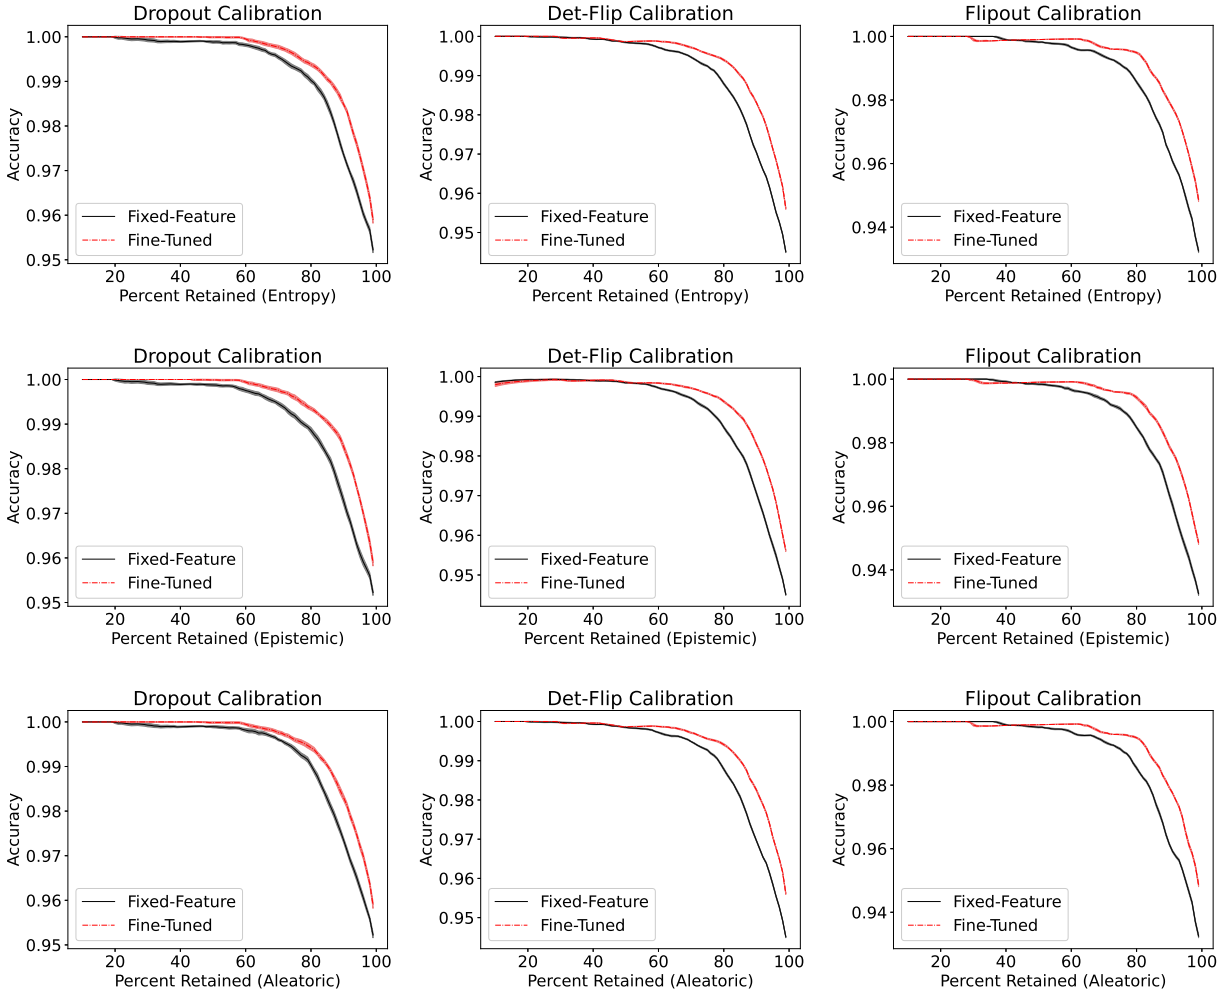 Dropout Calibration
Accuracy
1.00
0.99
0.98
0.97
0.96
0.95
Fixed-Feature
Fine-Tuned
20 40 60 80 100
Percent Retained (Entropy)
Det-Flip Calibration
Accuracy
1.00
0.99
0.98
0.97
0.96
0.95
Fixed-Feature
Fine-Tuned
20 40 60 80 100
Percent Retained (Entropy)
Flipout Calibration
Accuracy
1.00
0.98
0.96
0.94
Fixed-Feature
Fine-Tuned
20 40 60 80 100
Percent Retained (Entropy)
Dropout Calibration
Accuracy
1.00
0.99
0.98
0.97
0.96
0.95
Fixed-Feature
Fine-Tuned
20 40 60 80 100
Percent Retained (Epistemic)
Det-Flip Calibration
Accuracy
1.00
0.99
0.98
0.97
0.96
0.95
Fixed-Feature
Fine-Tuned
20 40 60 80 100
Percent Retained (Epistemic)
Flipout Calibration
Accuracy
1.00
0.98
0.96
0.94
Fixed-Feature
Fine-Tuned
20 40 60 80 100
Percent Retained (Epistemic)
Dropout Calibration
Accuracy
1.00
0.99
0.98
0.97
0.96
0.95
Fixed-Feature
Fine-Tuned
20 40 60 80 100
Percent Retained (Aleatoric)
Det-Flip Calibration
Accuracy
1.00
0.99
0.98
0.97
0.96
0.95
Fixed-Feature
Fine-Tuned
20 40 60 80 100
Percent Retained (Aleatoric)
Flipout Calibration
Accuracy
1.00
0.98
0.96
0.94
Fixed-Feature
Fine-Tuned
20 40 60 80 100
Percent Retained (Aleatoric)